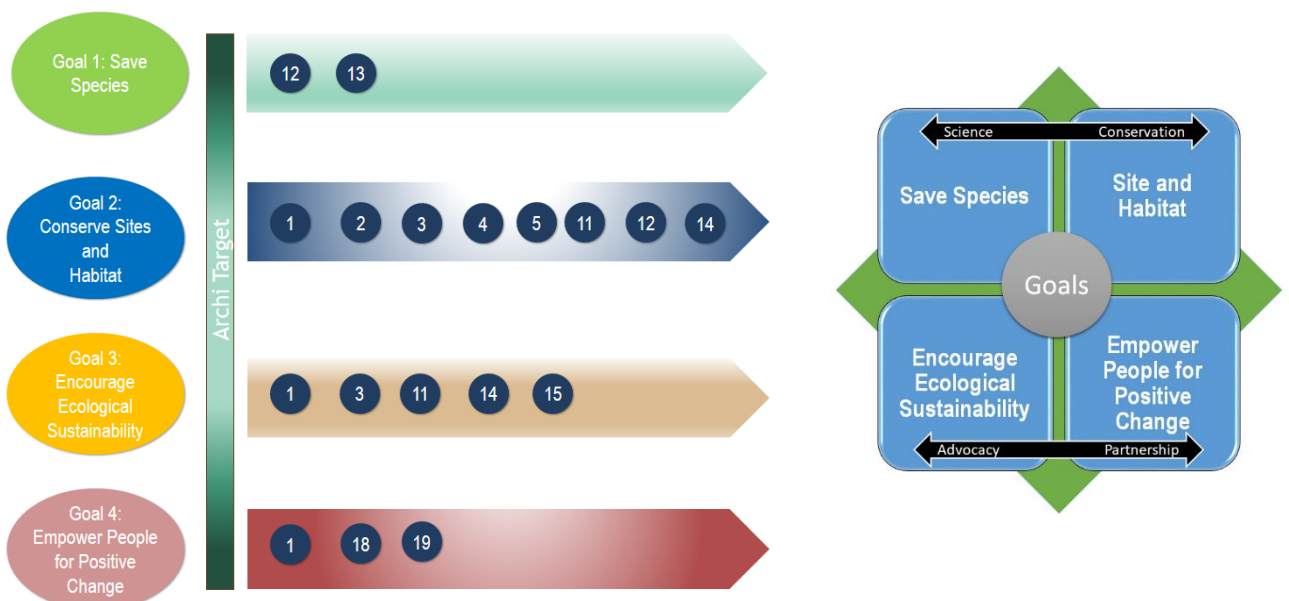 Goal 1: Save
Species
12 13
Goal 2:
Conserve Sites
and
Habitat
1 2 3 4 5 11 12 14
Archi Target
Goal 3:
Encourage
Ecological
Sustainability
1 3 11 14 15
Goal 4:
Empower People
for Positive
Change
1 18 19
Science Conservation
Save Species
Site and
Habitat
Goals
Encourage
Ecological
Sustainability
Empower
People for
Positive
Change
Advocacy Partnership